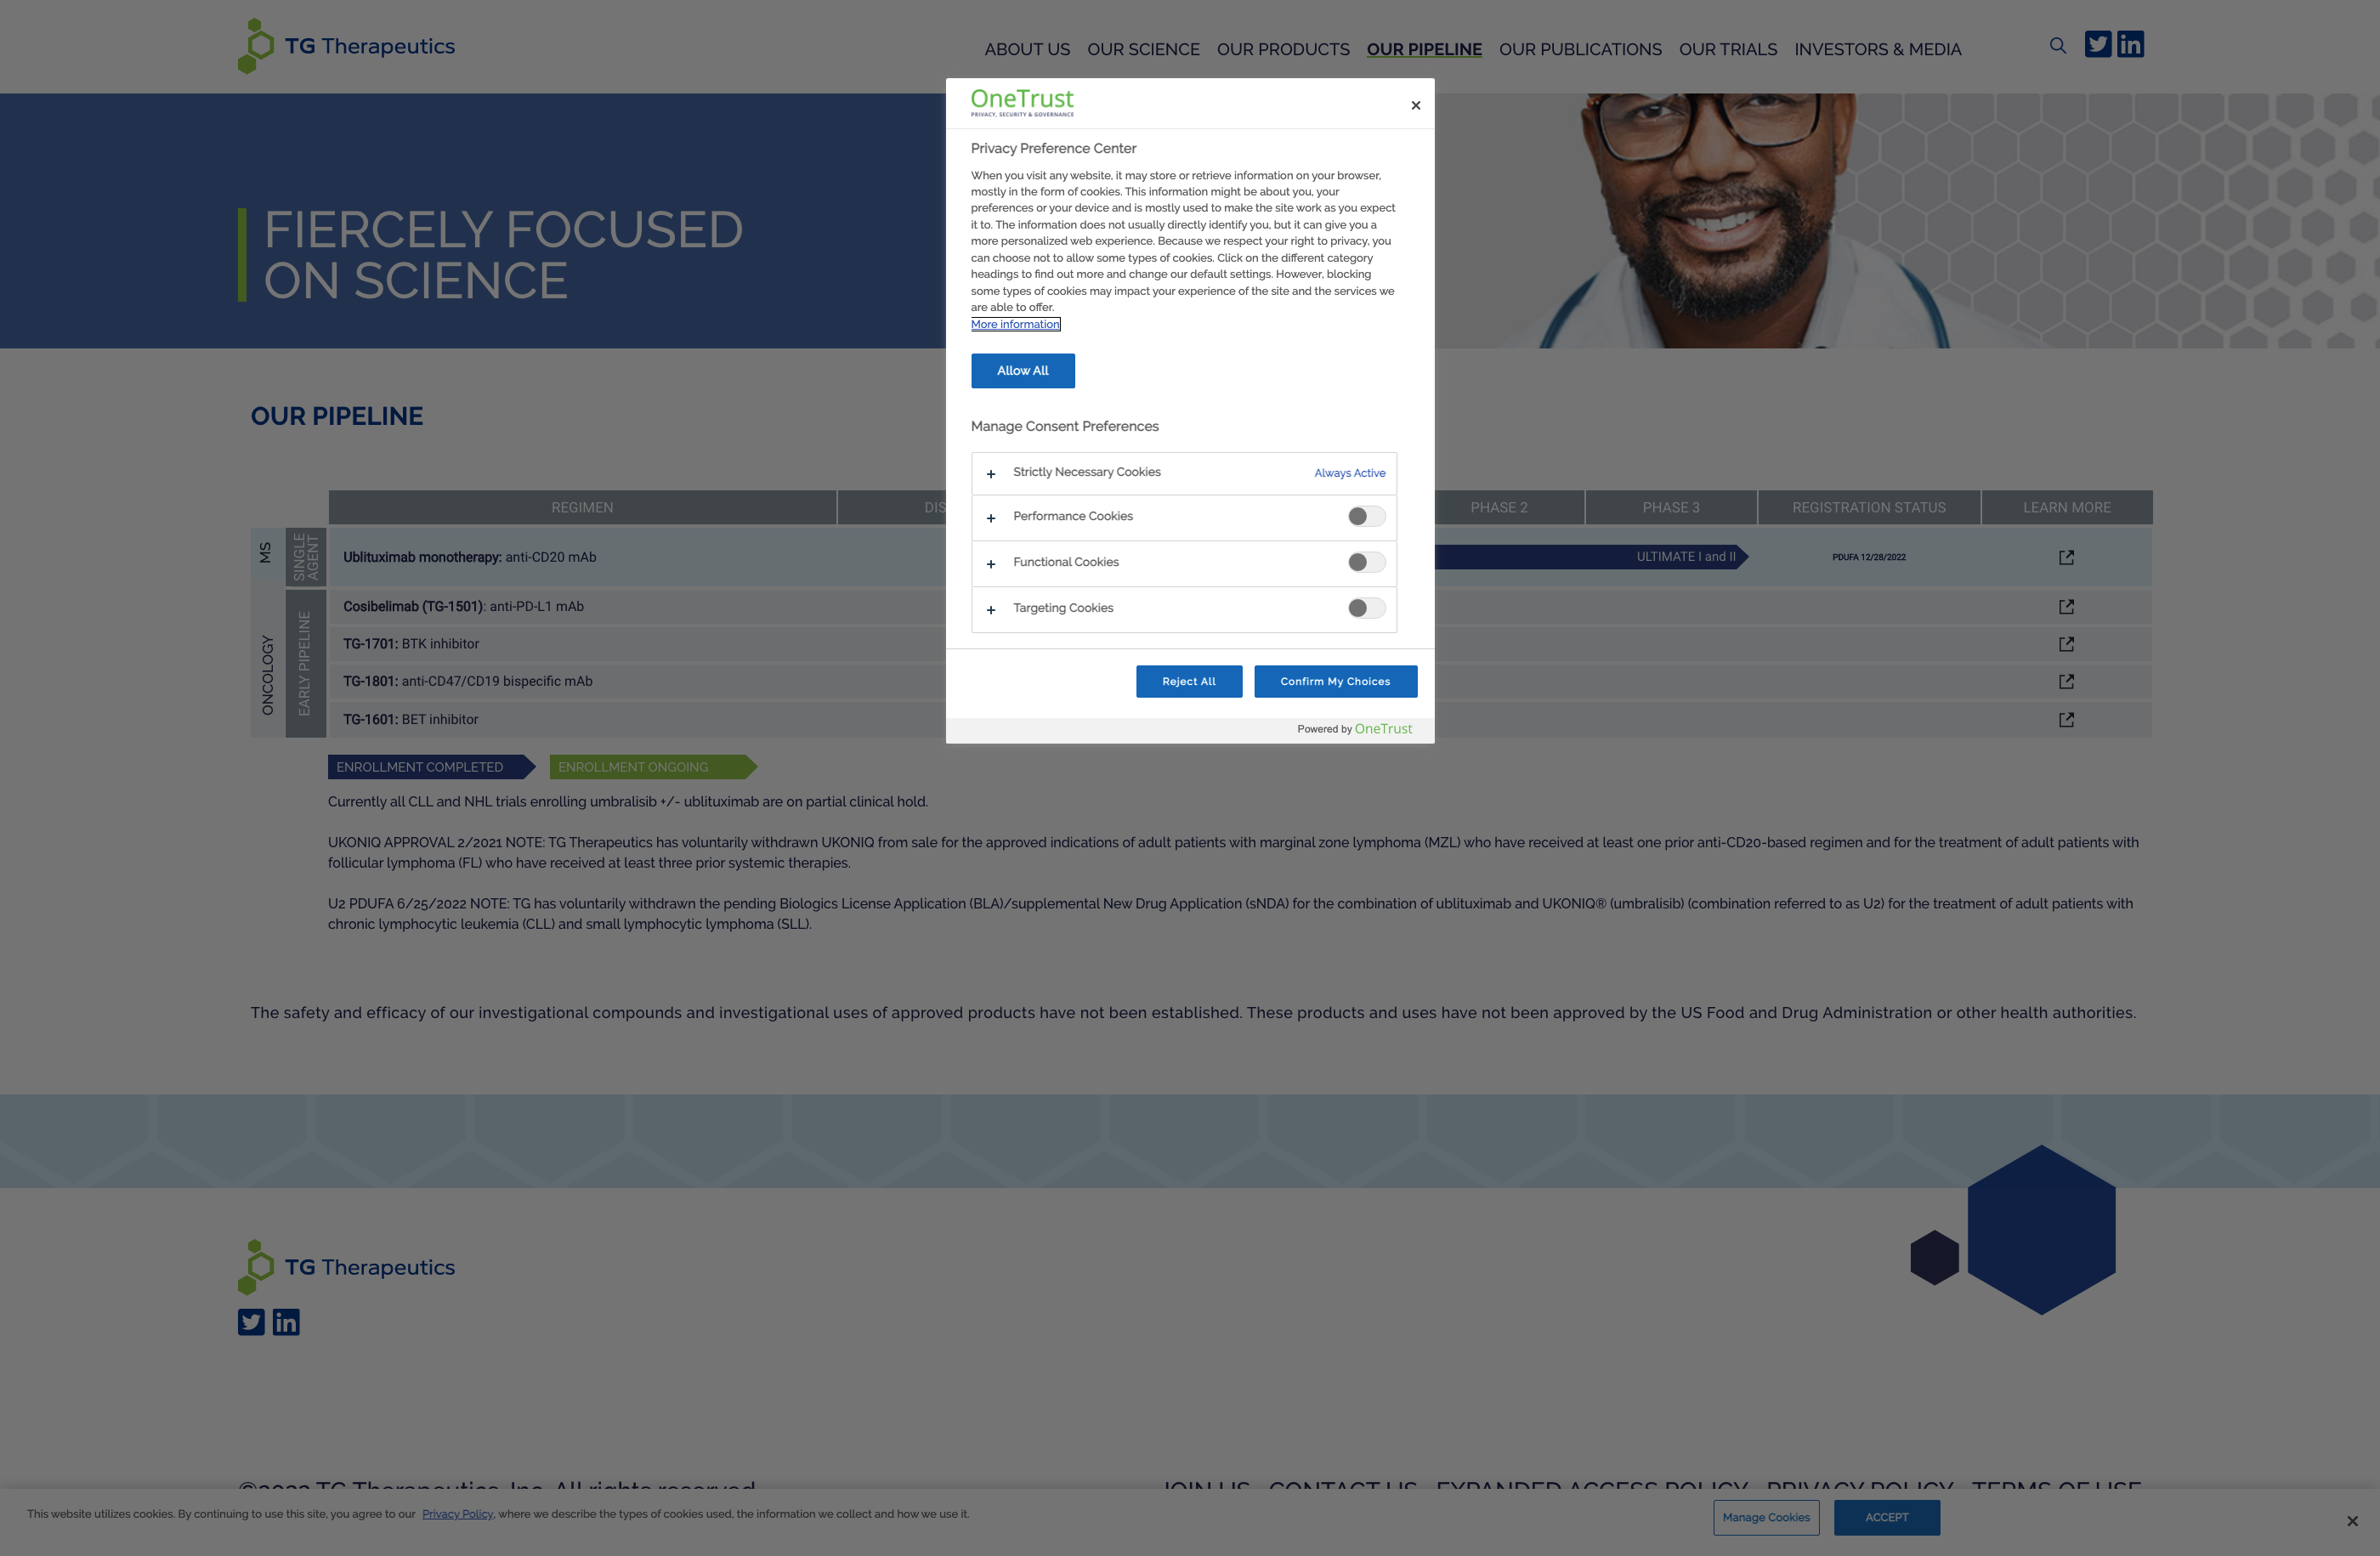 TG Therapeutics
ABOUT US OUR SCIENCE OUR PRODUCTS OUR PIPELINE OUR PUBLICATIONS OUR TRIALS INVESTORS & MEDIA
FIERCELY FOCUSED
ON SCIENCE
OneTrust
PRIVACY, SECURITY & GOVERNANCE
Privacy Preference Center
When you visit any website, it may store or retrieve information on your browser,
mostly in the form of cookies. This information might be about you, your
preferences or your device and is mostly used to make the site work as you expect
it to. The information does not usually directly identify you, but it can give you a
more personalized web experience. Because we respect your right to privacy, you
can choose not to allow some types of cookies. Click on the different category
headings to find out more and change our default settings. However, blocking
some types of cookies may impact your experience of the site and the services we
are able to offer.
More information
Allow All
Manage Consent Preferences
Strictly Necessary Cookies Always Active
Performance Cookies
Functional Cookies
Targeting Cookies
Reject All Confirm My Choices
Powered by OneTrust
OUR PIPELINE
REGIMEN DIS PHASE 2 PHASE 3 REGISTRATION STATUS LEARN MORE
MS
SINGLE
AGENT
Ublituximab monotherapy: anti-CD20 mAb ULTIMATE I and II PDUFA 12/28/2022
ONCOLOGY
EARLY PIPELINE
Cosibelimab (TG-1501): anti-PD-L1 mAb
TG-1701: BTK inhibitor
TG-1801: anti-CD47/CD19 bispecific mAb
TG-1601: BET inhibitor
ENROLLMENT COMPLETED ENROLLMENT ONGOING
Currently all CLL and NHL trials enrolling umbralisib +/- ublituximab are on partial clinical hold.
UKONIQ APPROVAL 2/2021 NOTE: TG Therapeutics has voluntarily withdrawn UKONIQ from sale for the approved indications of adult patients with marginal zone lymphoma (MZL) who have received at least one prior anti-CD20-based regimen and for the treatment of adult patients with
follicular lymphoma (FL) who have received at least three prior systemic therapies.
U2 PDUFA 6/25/2022 NOTE: TG has voluntarily withdrawn the pending Biologics License Application (BLA)/supplemental New Drug Application (sNDA) for the combination of ublituximab and UKONIQ® (umbralisib) (combination referred to as U2) for the treatment of adult patients with
chronic lymphocytic leukemia (CLL) and small lymphocytic lymphoma (SLL).
The safety and efficacy of our investigational compounds and investigational uses of approved products have not been established. These products and uses have not been approved by the US Food and Drug Administration or other health authorities.
TG Therapeutics
TG Therapeutics, Inc. All rights reserved JOIN US CONTACT US EXPANDED ACCESS POLICY PRIVACY POLICY TERMS OF USE
This website utilizes cookies. By continuing to use this site, you agree to our Privacy Policy, where we describe the types of cookies used, the information we collect and how we use it.
Manage Cookies ACCEPT